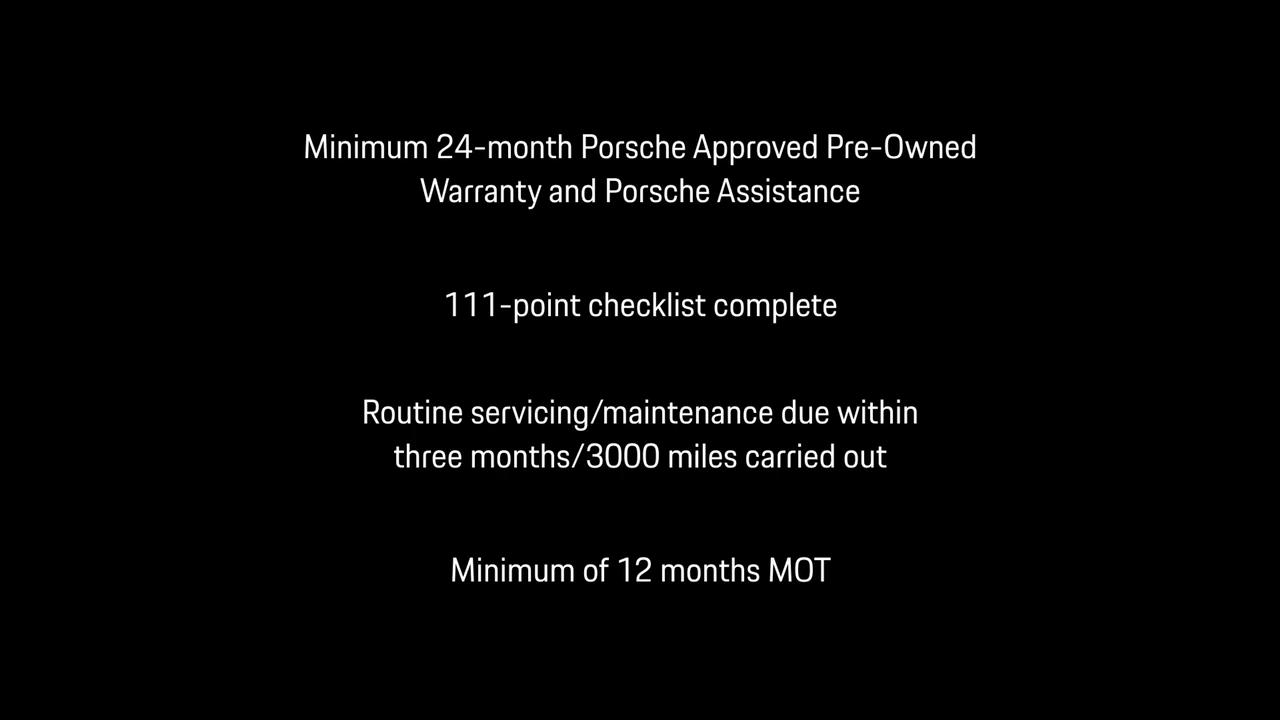 Minimum 24-month Porsche Approved Pre-Owned
Warranty and Porsche Assistance
111-point checklist complete
Routine servicing/maintenance due within
three months/3000 miles carried out
Minimum of 12 months MOT